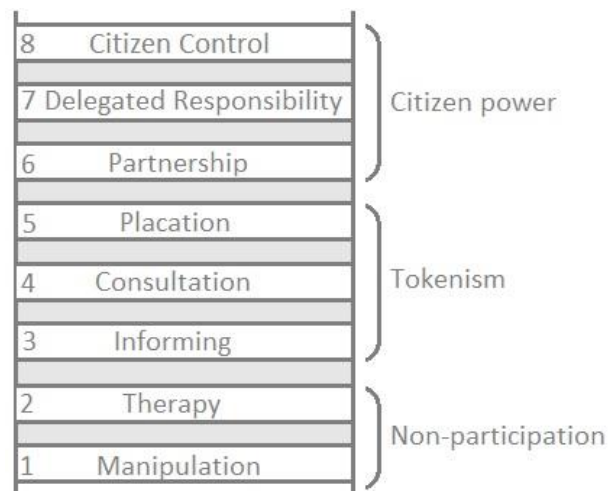 8 Citizen Control
7 Delegated Responsibility
Citizen power
6 Partnership
5 Placation
4 Consultation
Tokenism
3 Informing
2 Therapy
Non-participation
1 Manipulation